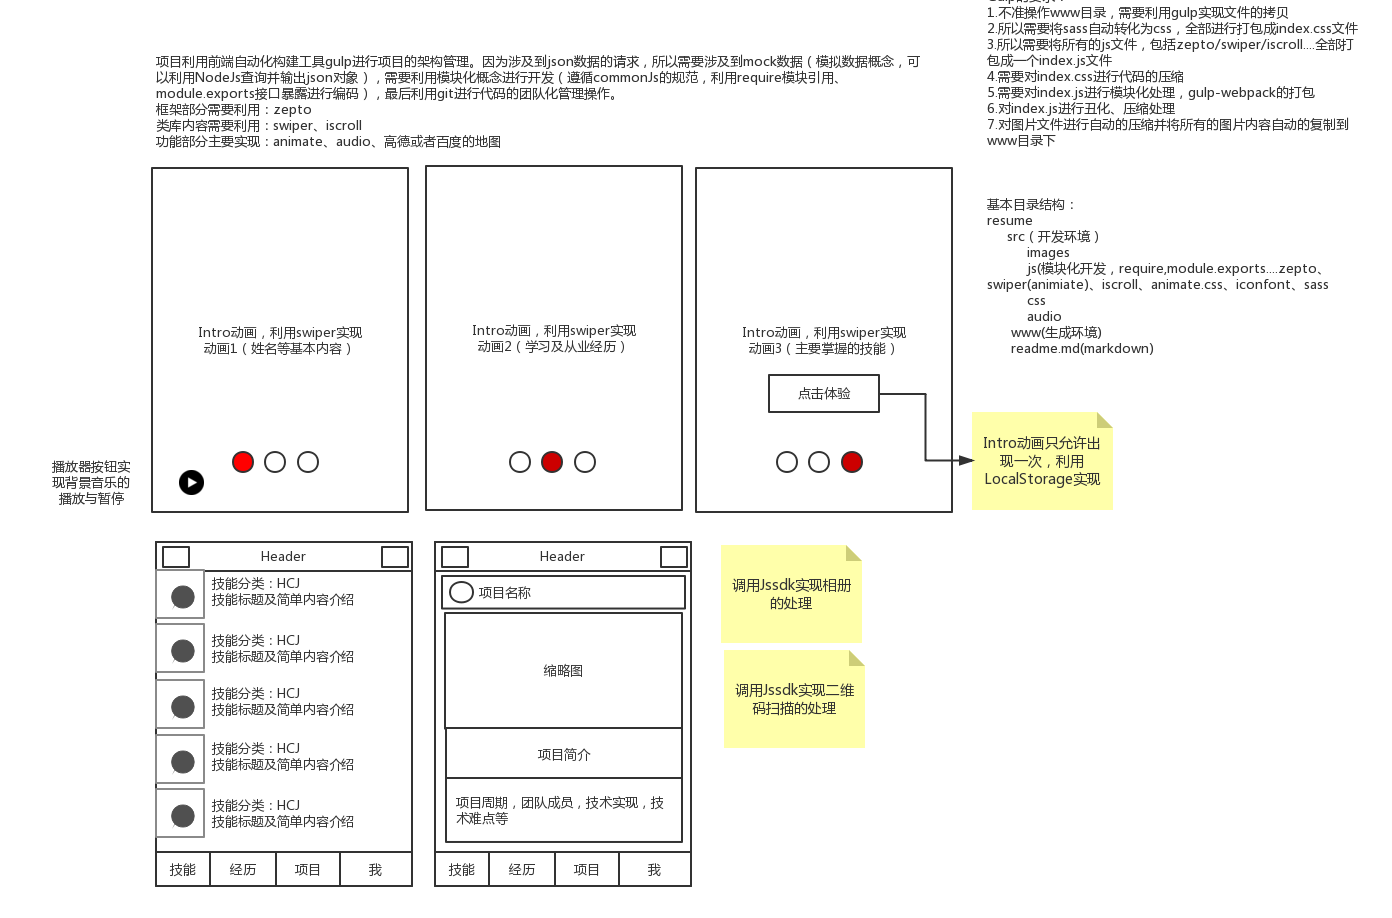 1.不准操作www目录，需要利用gulp实现文件的拷贝
2.所以需要将sass自动转化为css，全部进行打包成index.css文件
3.所以需要将所有的js文件，包括zepto/swiper/iscroll....全部打
包成一个index.js文件
4.需要对index.css进行代码的压缩
5.需要对index.js进行模块化处理，gulp-webpack的打包
6.对index.js进行丑化、压缩处理
7.对图片文件进行自动的压缩并将所有的图片内容自动的复制到
www目录下
项目利用前端自动化构建工具gulp进行项目的架构管理。因为涉及到json数据的请求，所以需要涉及到mock数据（模拟数据概念，可
以利用NodeJs查询并输出json对象），需要利用模块化概念进行开发（遵循commonJs的规范，利用require模块引用、
module.exports接口暴露进行编码），最后利用git进行代码的团队化管理操作。
框架部分需要利用：zepto
类库内容需要利用：swiper、iscroll
功能部分主要实现：animate、audio、高德或者百度的地图
基本目录结构：
resume
src（开发环境）
images
js(模块化开发，require,module.exports....zepto、
swiper(animiate)、iscroll、animate.css、iconfont、sass
css
audio
www(生成环境)
readme.md(markdown)
Intro动画，利用swiper实现
动画1（姓名等基本内容）
Intro动画，利用swiper实现
动画2（学习及从业经历）
Intro动画，利用swiper实现
动画3（主要掌握的技能）
点击体验
Intro动画只允许出
现一次，利用
LocalStorage实现
播放器按钮实
现背景音乐的
播放与暂停
Header
技能分类：HCJ
技能标题及简单内容介绍
技能分类：HCJ
技能标题及简单内容介绍
技能分类：HCJ
技能标题及简单内容介绍
技能分类：HCJ
技能标题及简单内容介绍
技能分类：HCJ
技能标题及简单内容介绍
技能 经历 项目 我
Header
项目名称
缩略图
项目简介
项目周期，团队成员，技术实现，技
术难点等
技能 经历 项目 我
调用Jssdk实现相册
的处理
调用Jssdk实现二维
码扫描的处理